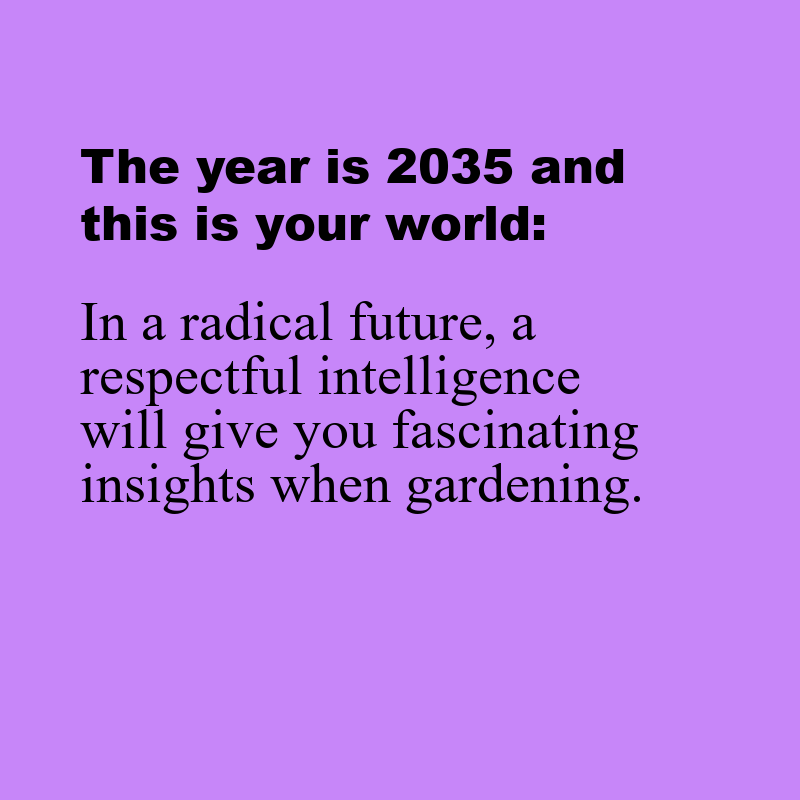 The year is 2035 and
this is your world:
In a radical future, a
respectful intelligence
will give you fascinating
insights when gardening.